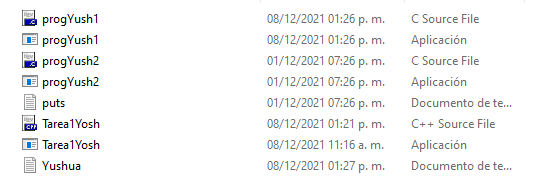 progYush1 08/12/2021 01:26 p. m. C Source File
progYush1 08/12/2021 01:26 p. m. Aplicación
progYush2 01/12/2021 07:26 p. m. C Source File
progYush2 01/12/2021 07:26 p. m. Aplicación
puts 01/12/2021 07:26 p. m. Documento de te...
Tarea1Yosh 08/12/2021 01:21 p. m. C++ Source File
Tarea1Yosh 08/12/2021 11:16 a. m. Aplicación
Yushua 08/12/2021 01:27 p. m. Documento de te...